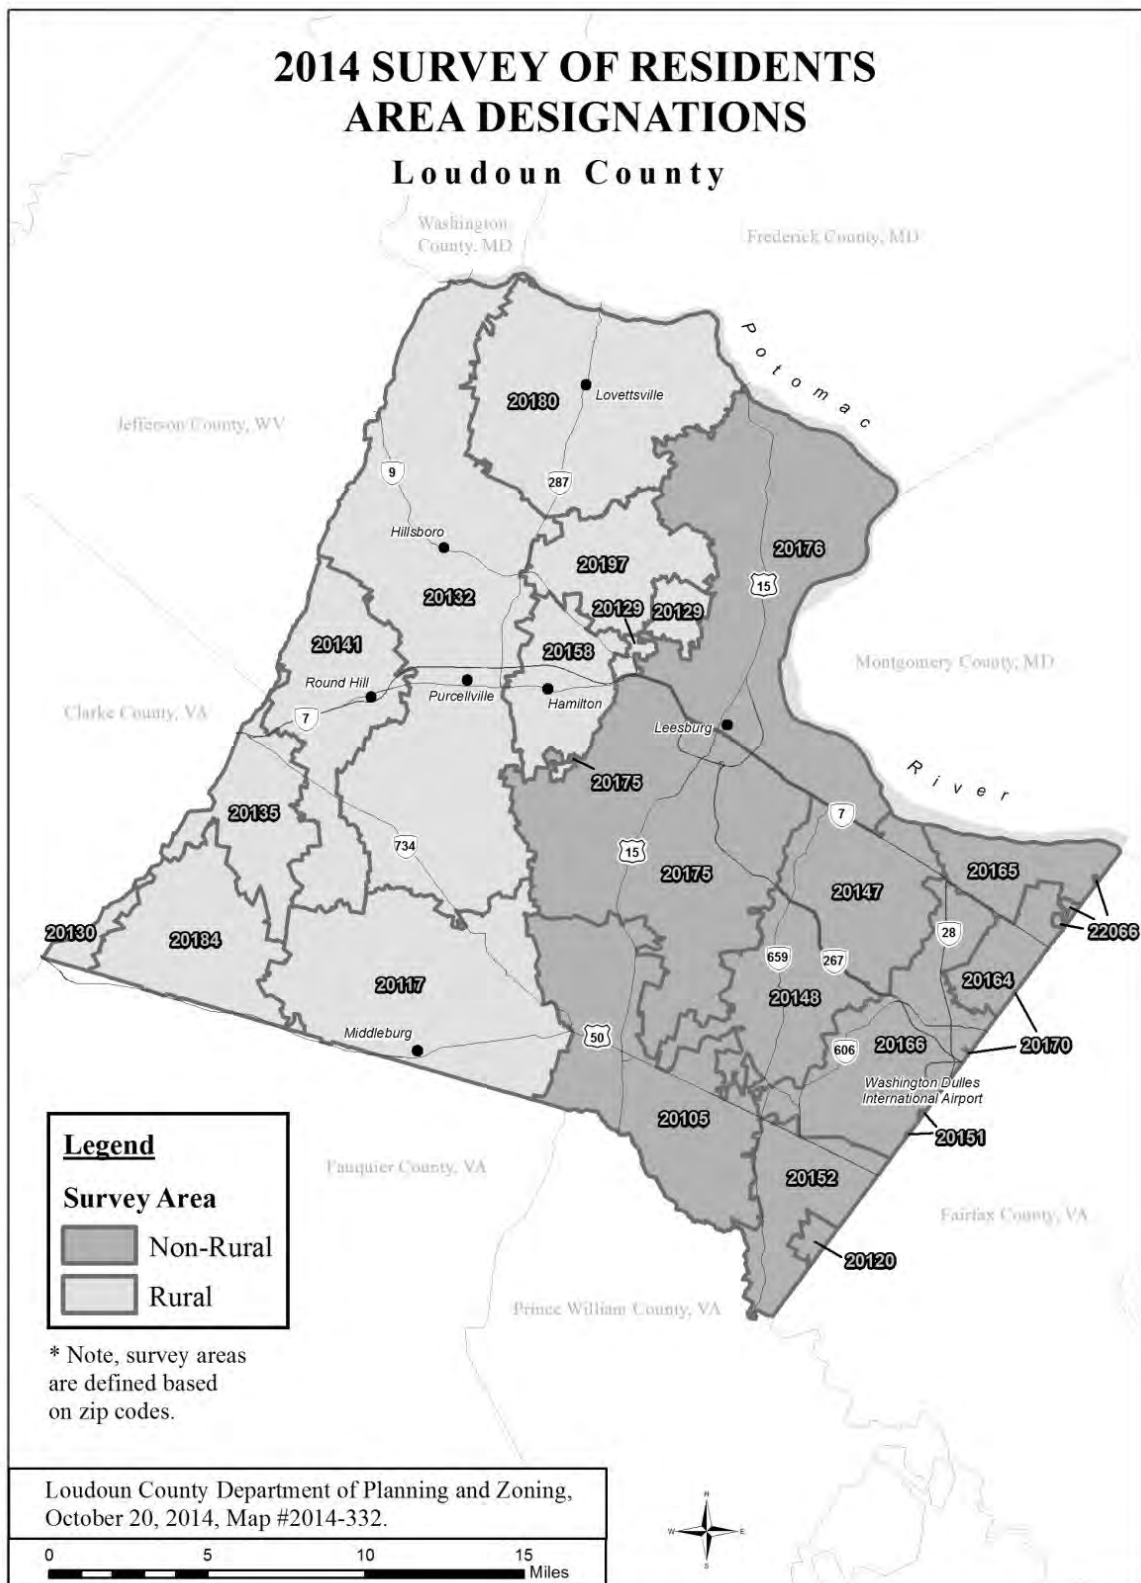 2014 SURVEY OF RESIDENTS
AREA DESIGNATIONS
Loudoun County
Washington
County, MD
Frederick County, MD
Potomac
Jefferson County, WV
20180
Lovettsville
9
287
Hillsboro
20176
20197
15
20132
20129
20129
20141
20158
Montgomery County, MD
Round Hill
Purcellville
Hamilton
Clarke County, VA
7
Leesburg
River
20175
20135
7
734
15
20165
20175
20147
22066
20130
20184
28
659
267
20164
20117
20148
Middleburg
50
606
20166
20170
Washington Dulles
International Airport
20105
20151
Legend
Survey Area
Non-Rural
Rural
Fauquier County, VA
20152
Fairfax County, VA
20120
Prince William County, VA
* Note, survey areas
are defined based
on zip codes.
Loudoun County Department of Planning and Zoning,
October 20, 2014, Map #2014-332.
N
W
E
S
0 5 10 15
Miles